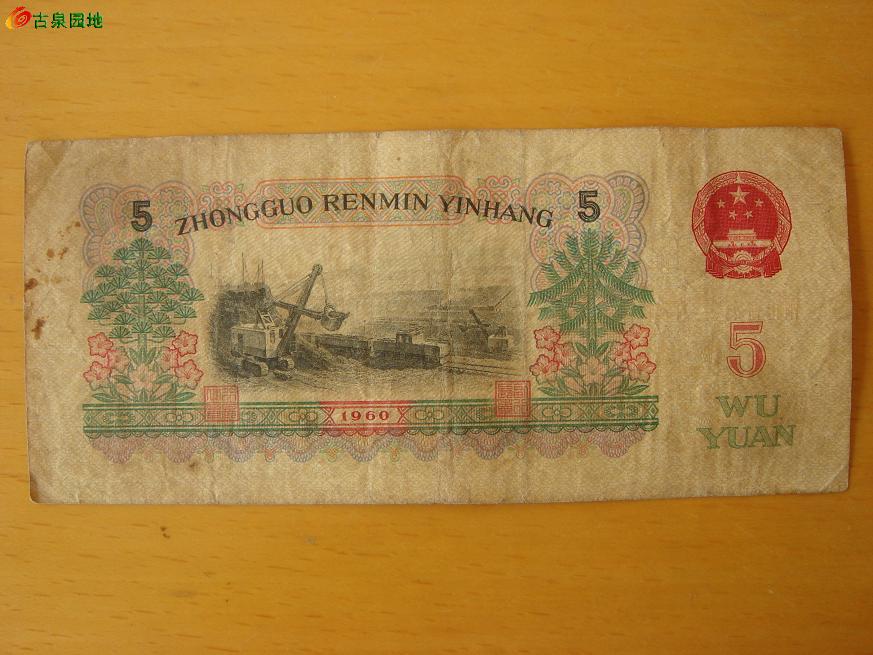 古泉园地
5 ZHONGGUO RENMIN YINHANG 5
1960
5
WU
YUAN